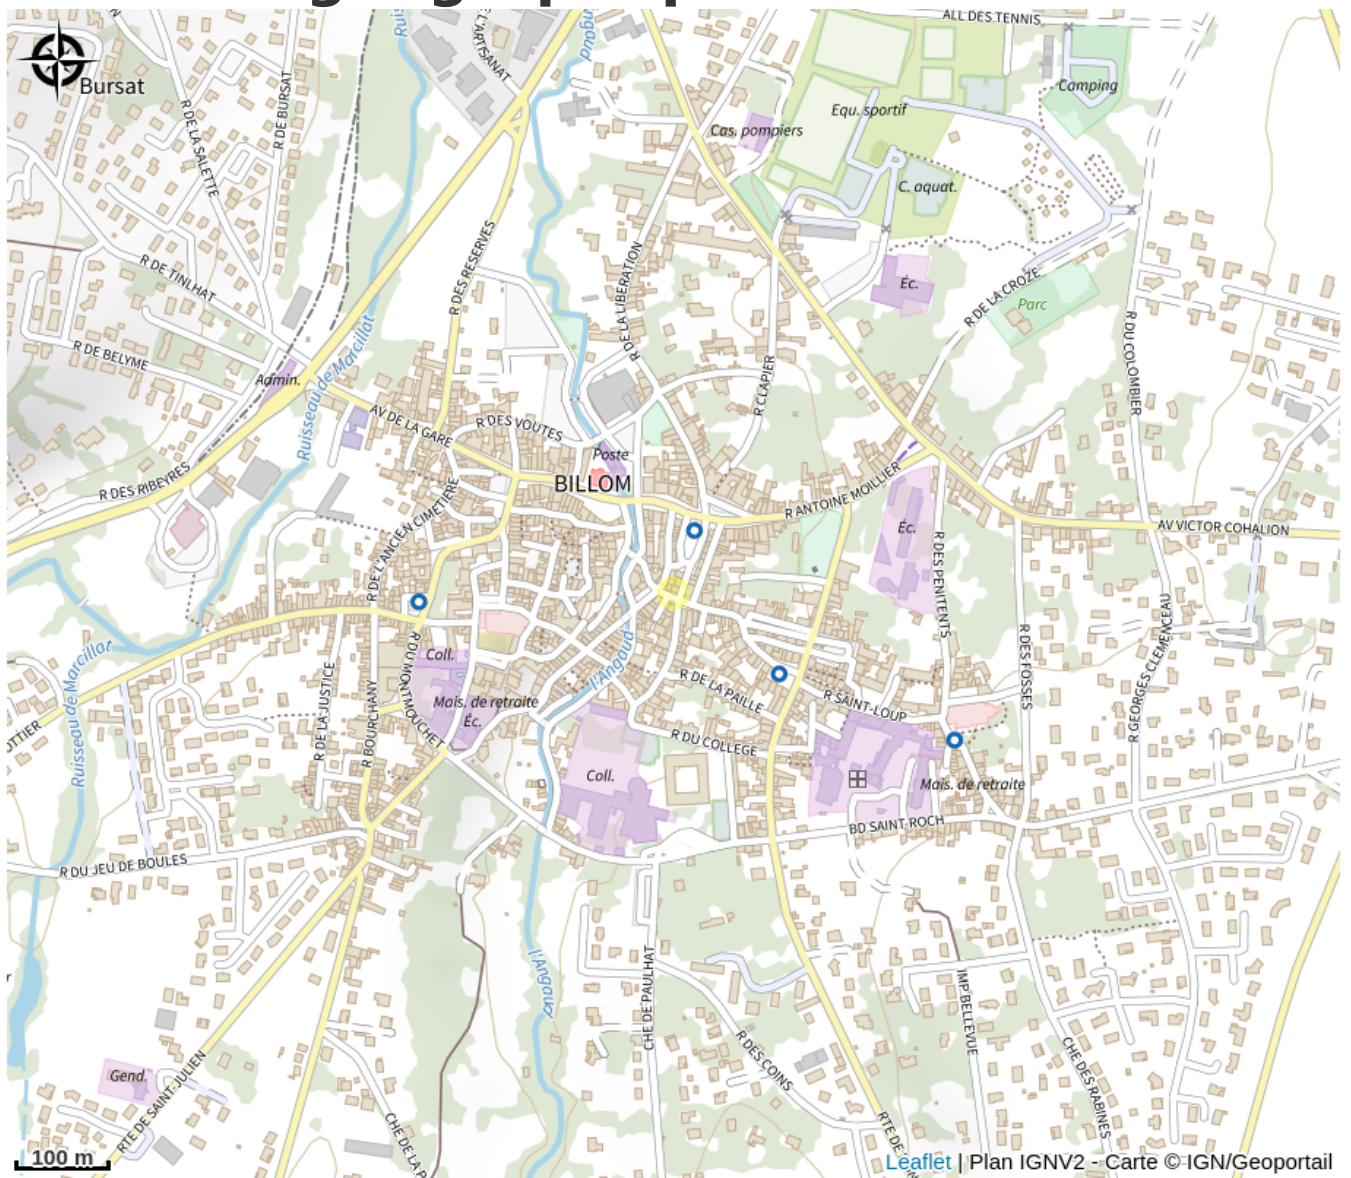 ALL DES TENNIS
R DE L'ARTISANAT
Bursat
Camping
Equ. sportif
Cas. pompiers
R DE BURSAT
R DE LA SALETTE
C. aquat.
R DES RESERVES
R DE LA LIBERATION
R DE TINLHAT
Éc.
R DE LA CROZE
Parc
R DE BELYME
Ruisseau de Marcillat
R DU COLOMBIER
Admin.
R CLAPIER
AV DE LA GARE
R DES VOUTES
Poste
BILLOM
R DES RIBEYRES
R ANTOINE MOILLIER
R DE L'ANCIEN CIMETIERE
Éc.
AV VICTOR COHALION
R DES PENITENTS
R DES FOSSES
R GEORGES CLEMENCEAU
Ruisseau de Marcillat
l'Angaud
Coll.
R DU MONTMOUCHET
R DE LA JUSTICE
R BOURCHANY
Mais. de retraite
Éc.
R DE LA PAILLE
R SAINT-LOUP
R DU COLLEGE
OTTIER
Coll.
Mais. de retraite
BD SAINT-ROCH
R DU JEU DE BOULES
l'Angaud
CHE DE PAULHAT
IMP BELLEVUE
R DES COINS
CHE DES RABINES
Gend.
RTE DE SAINT-JULIEN
CHE DE LA P
RTE DE
100 m
Leaflet | Plan IGNV2 - Carte © IGN/Geoportail